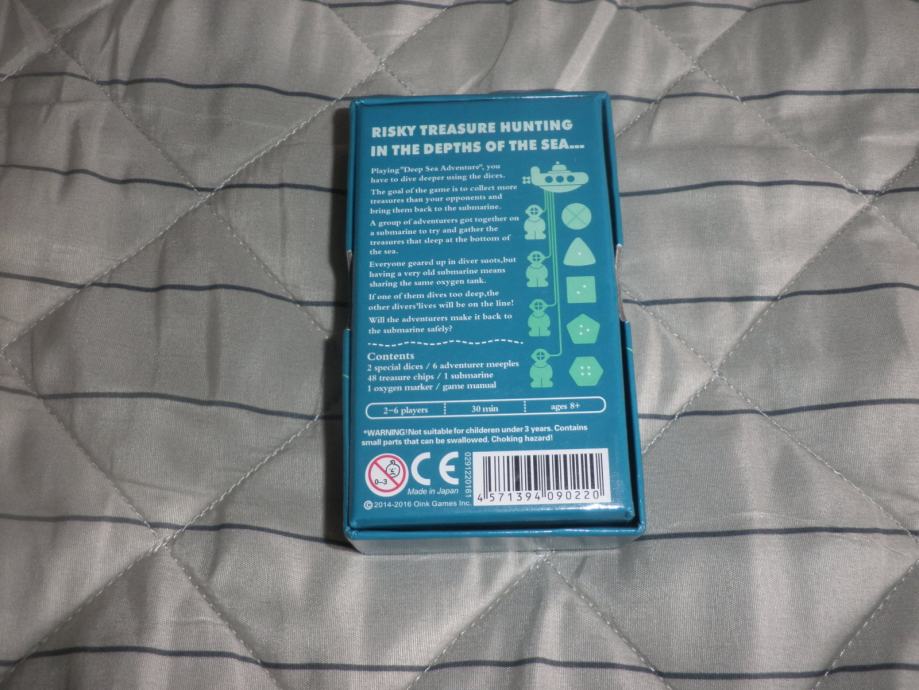 RISKY TREASURE HUNTING
IN THE DEPTHS OF THE SEA...
Playing "Deep Sea Adventure", you
have to dive deeper using the dices.
The goal of the game is to collect more
treasures than your opponents and
bring them back to the submarine.
A group of adventurers got together on
a submarine to try and gather the
treasures that sleep at the bottom of
the sea.
Everyone geared up in diver suots,but
having a very old submarine means
sharing the same oxygen tank.
If one of them dives too deep,the
other divers'lives will be on the line!
Will the adventurers make it back to
the submarine safely?
Contents
2 special dices / 6 adventurer meeples
48 treasure chips / 1 submarine
1 oxygen marker / game manual
2–6 players 30 min ages 8+
*WARNING!Not suitable for childeren under 3 years. Contains
small parts that can be swallowed. Choking hazard!
0-3
CE
Made in Japan
©2014-2016 Oink Games Inc.
0291220161
4 571394 090220